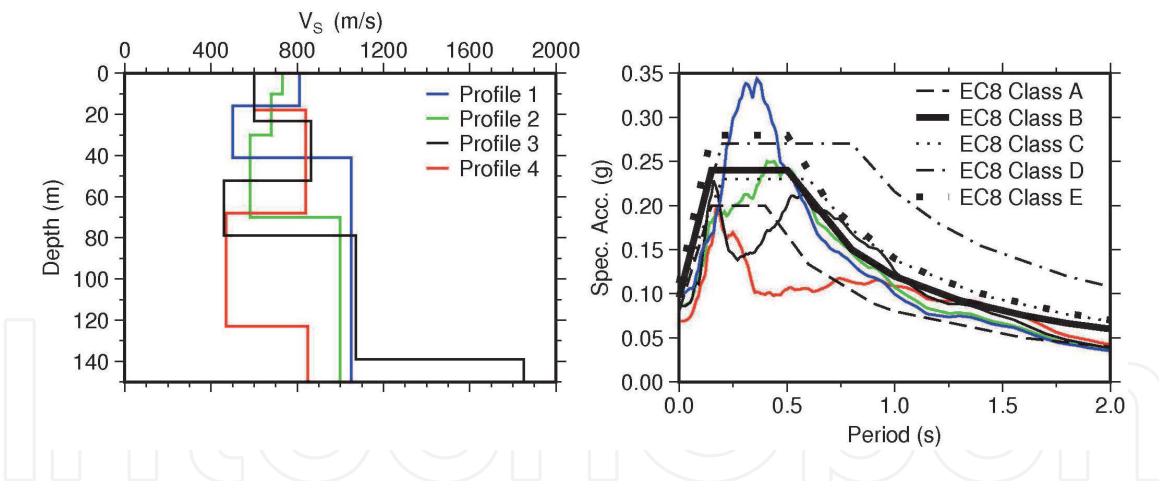 V_S (m/s)
0 400 800 1200 1600 2000
0
20
40
60
80
100
120
140
Depth (m)
Profile 1
Profile 2
Profile 3
Profile 4
0.35
0.30
0.25
0.20
0.15
0.10
0.05
0.00
Spec. Acc. (g)
EC8 Class A
EC8 Class B
EC8 Class C
EC8 Class D
EC8 Class E
0.0 0.5 1.0 1.5 2.0
Period (s)